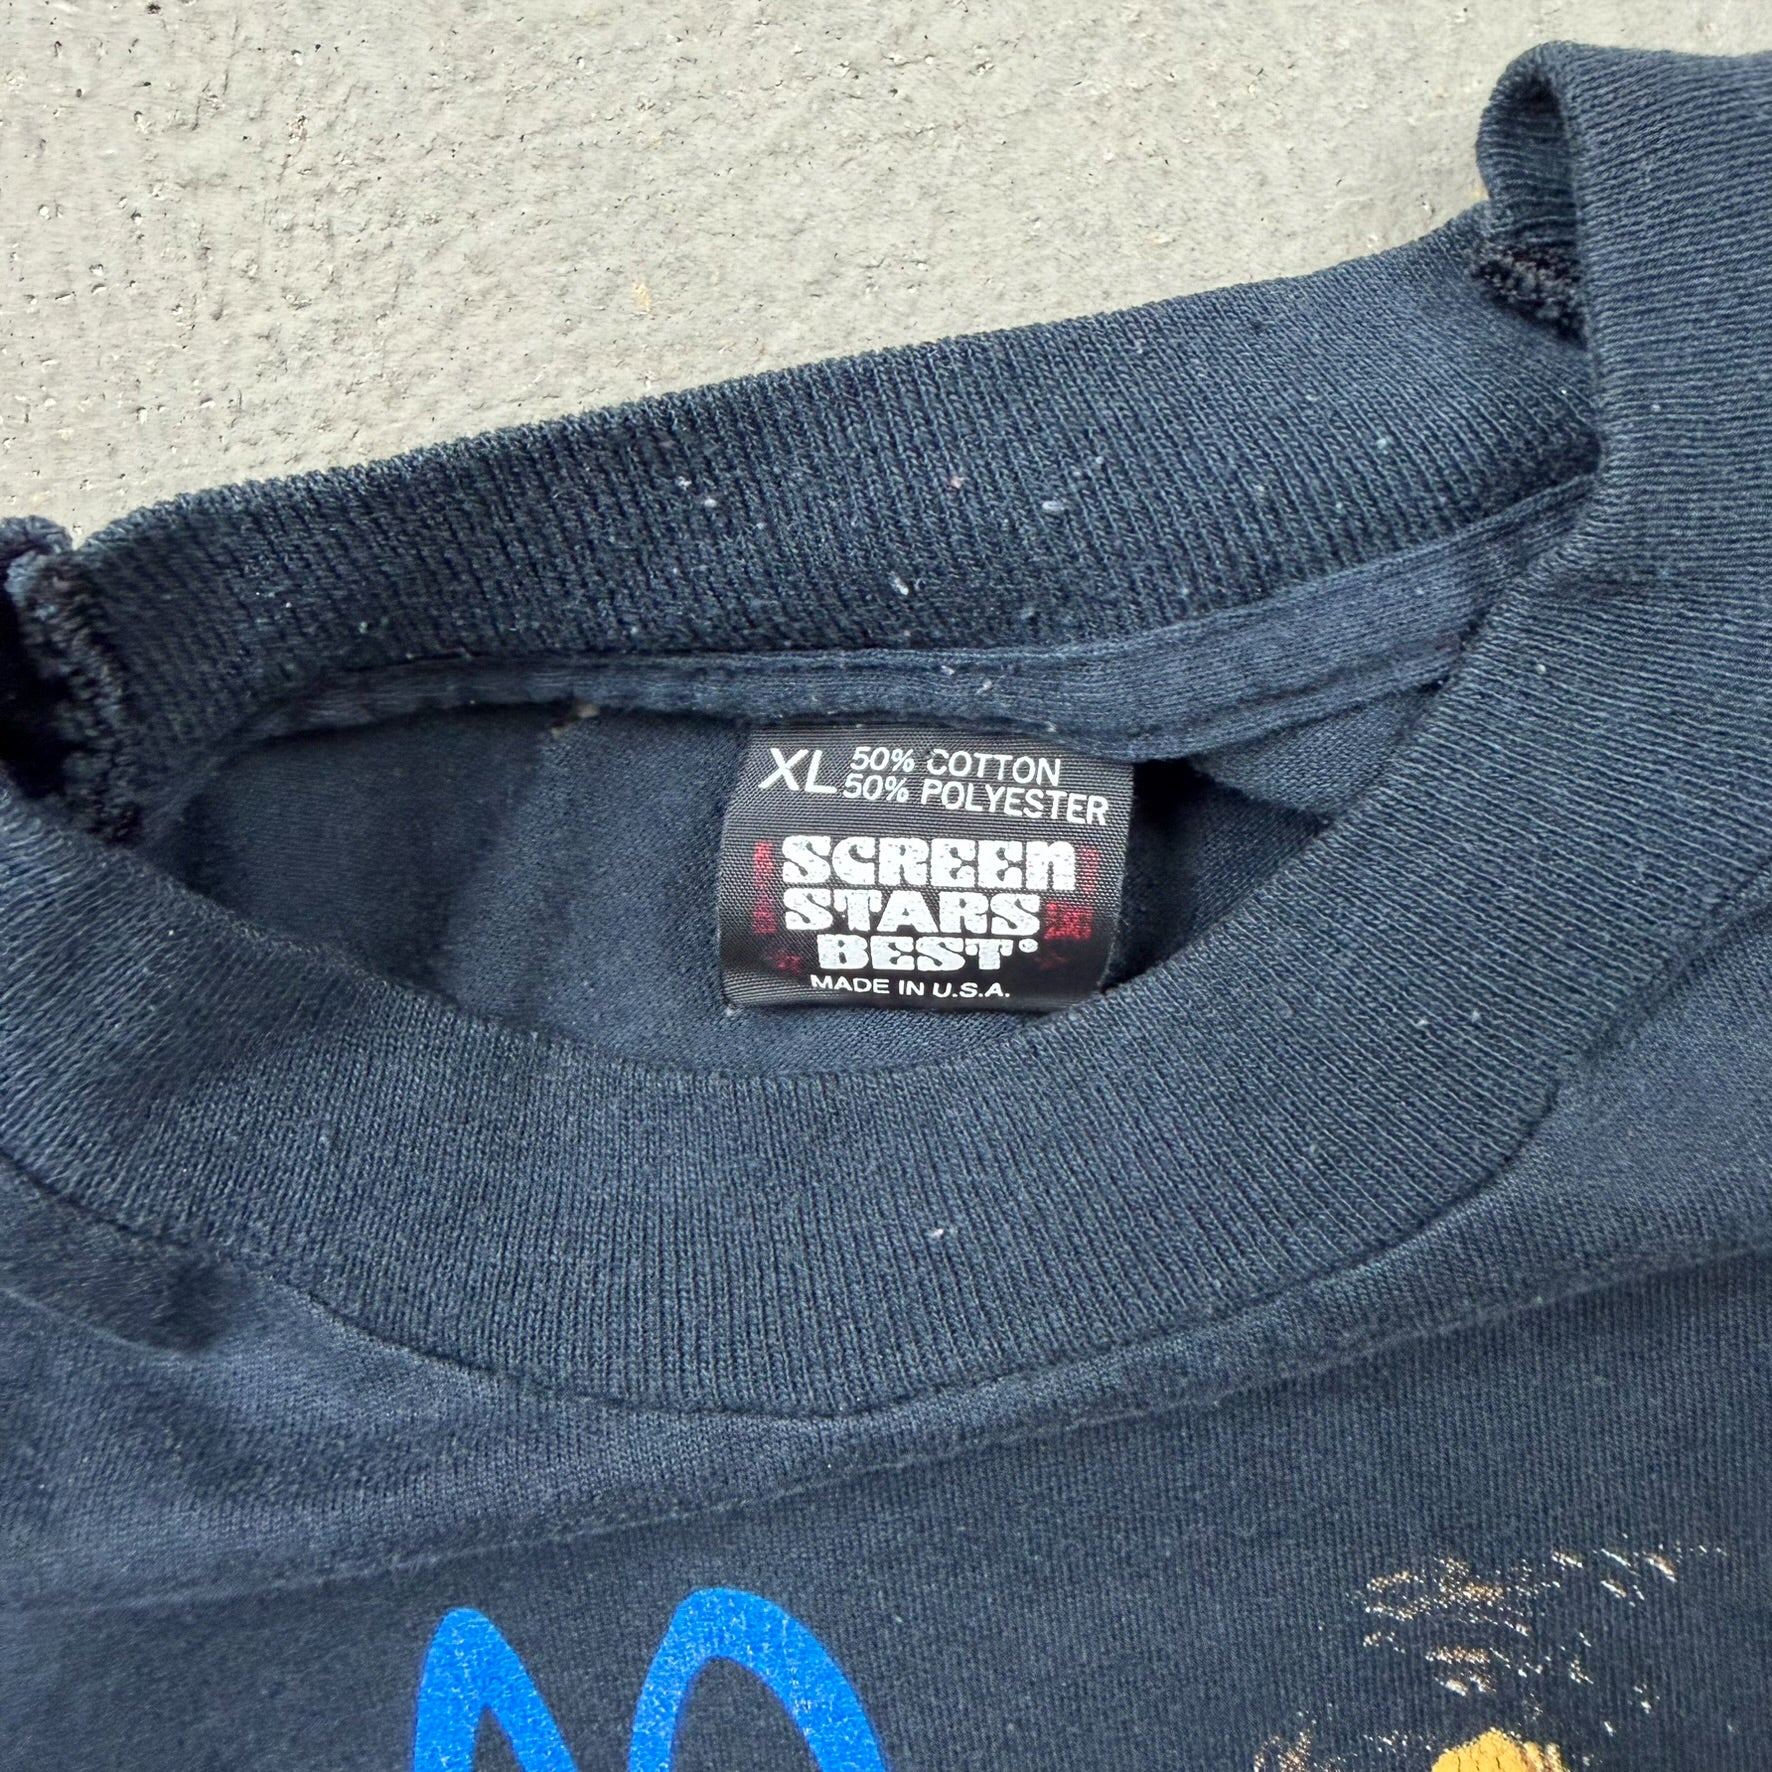 XL 50% COTTON
50% POLYESTER
SCREEN
STARS
BEST®
MADE IN U.S.A.